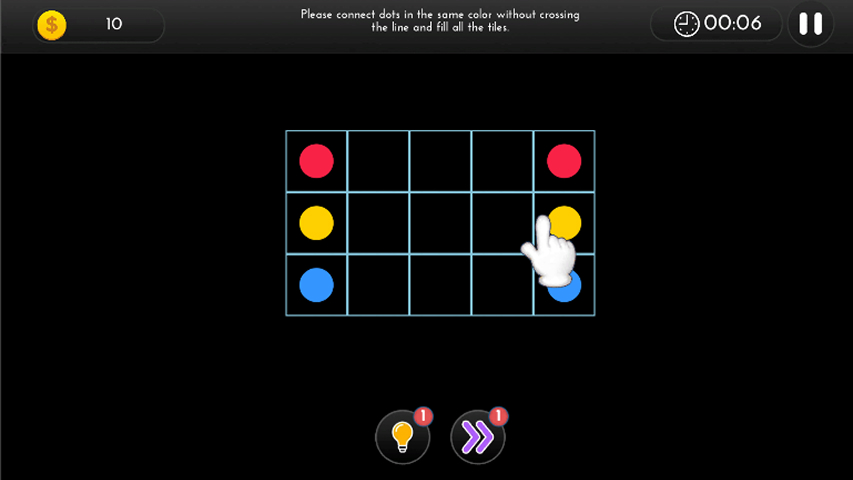 $ 10
Please connect dots in the same color without crossing
the line and fill all the tiles.
00:06
1
1